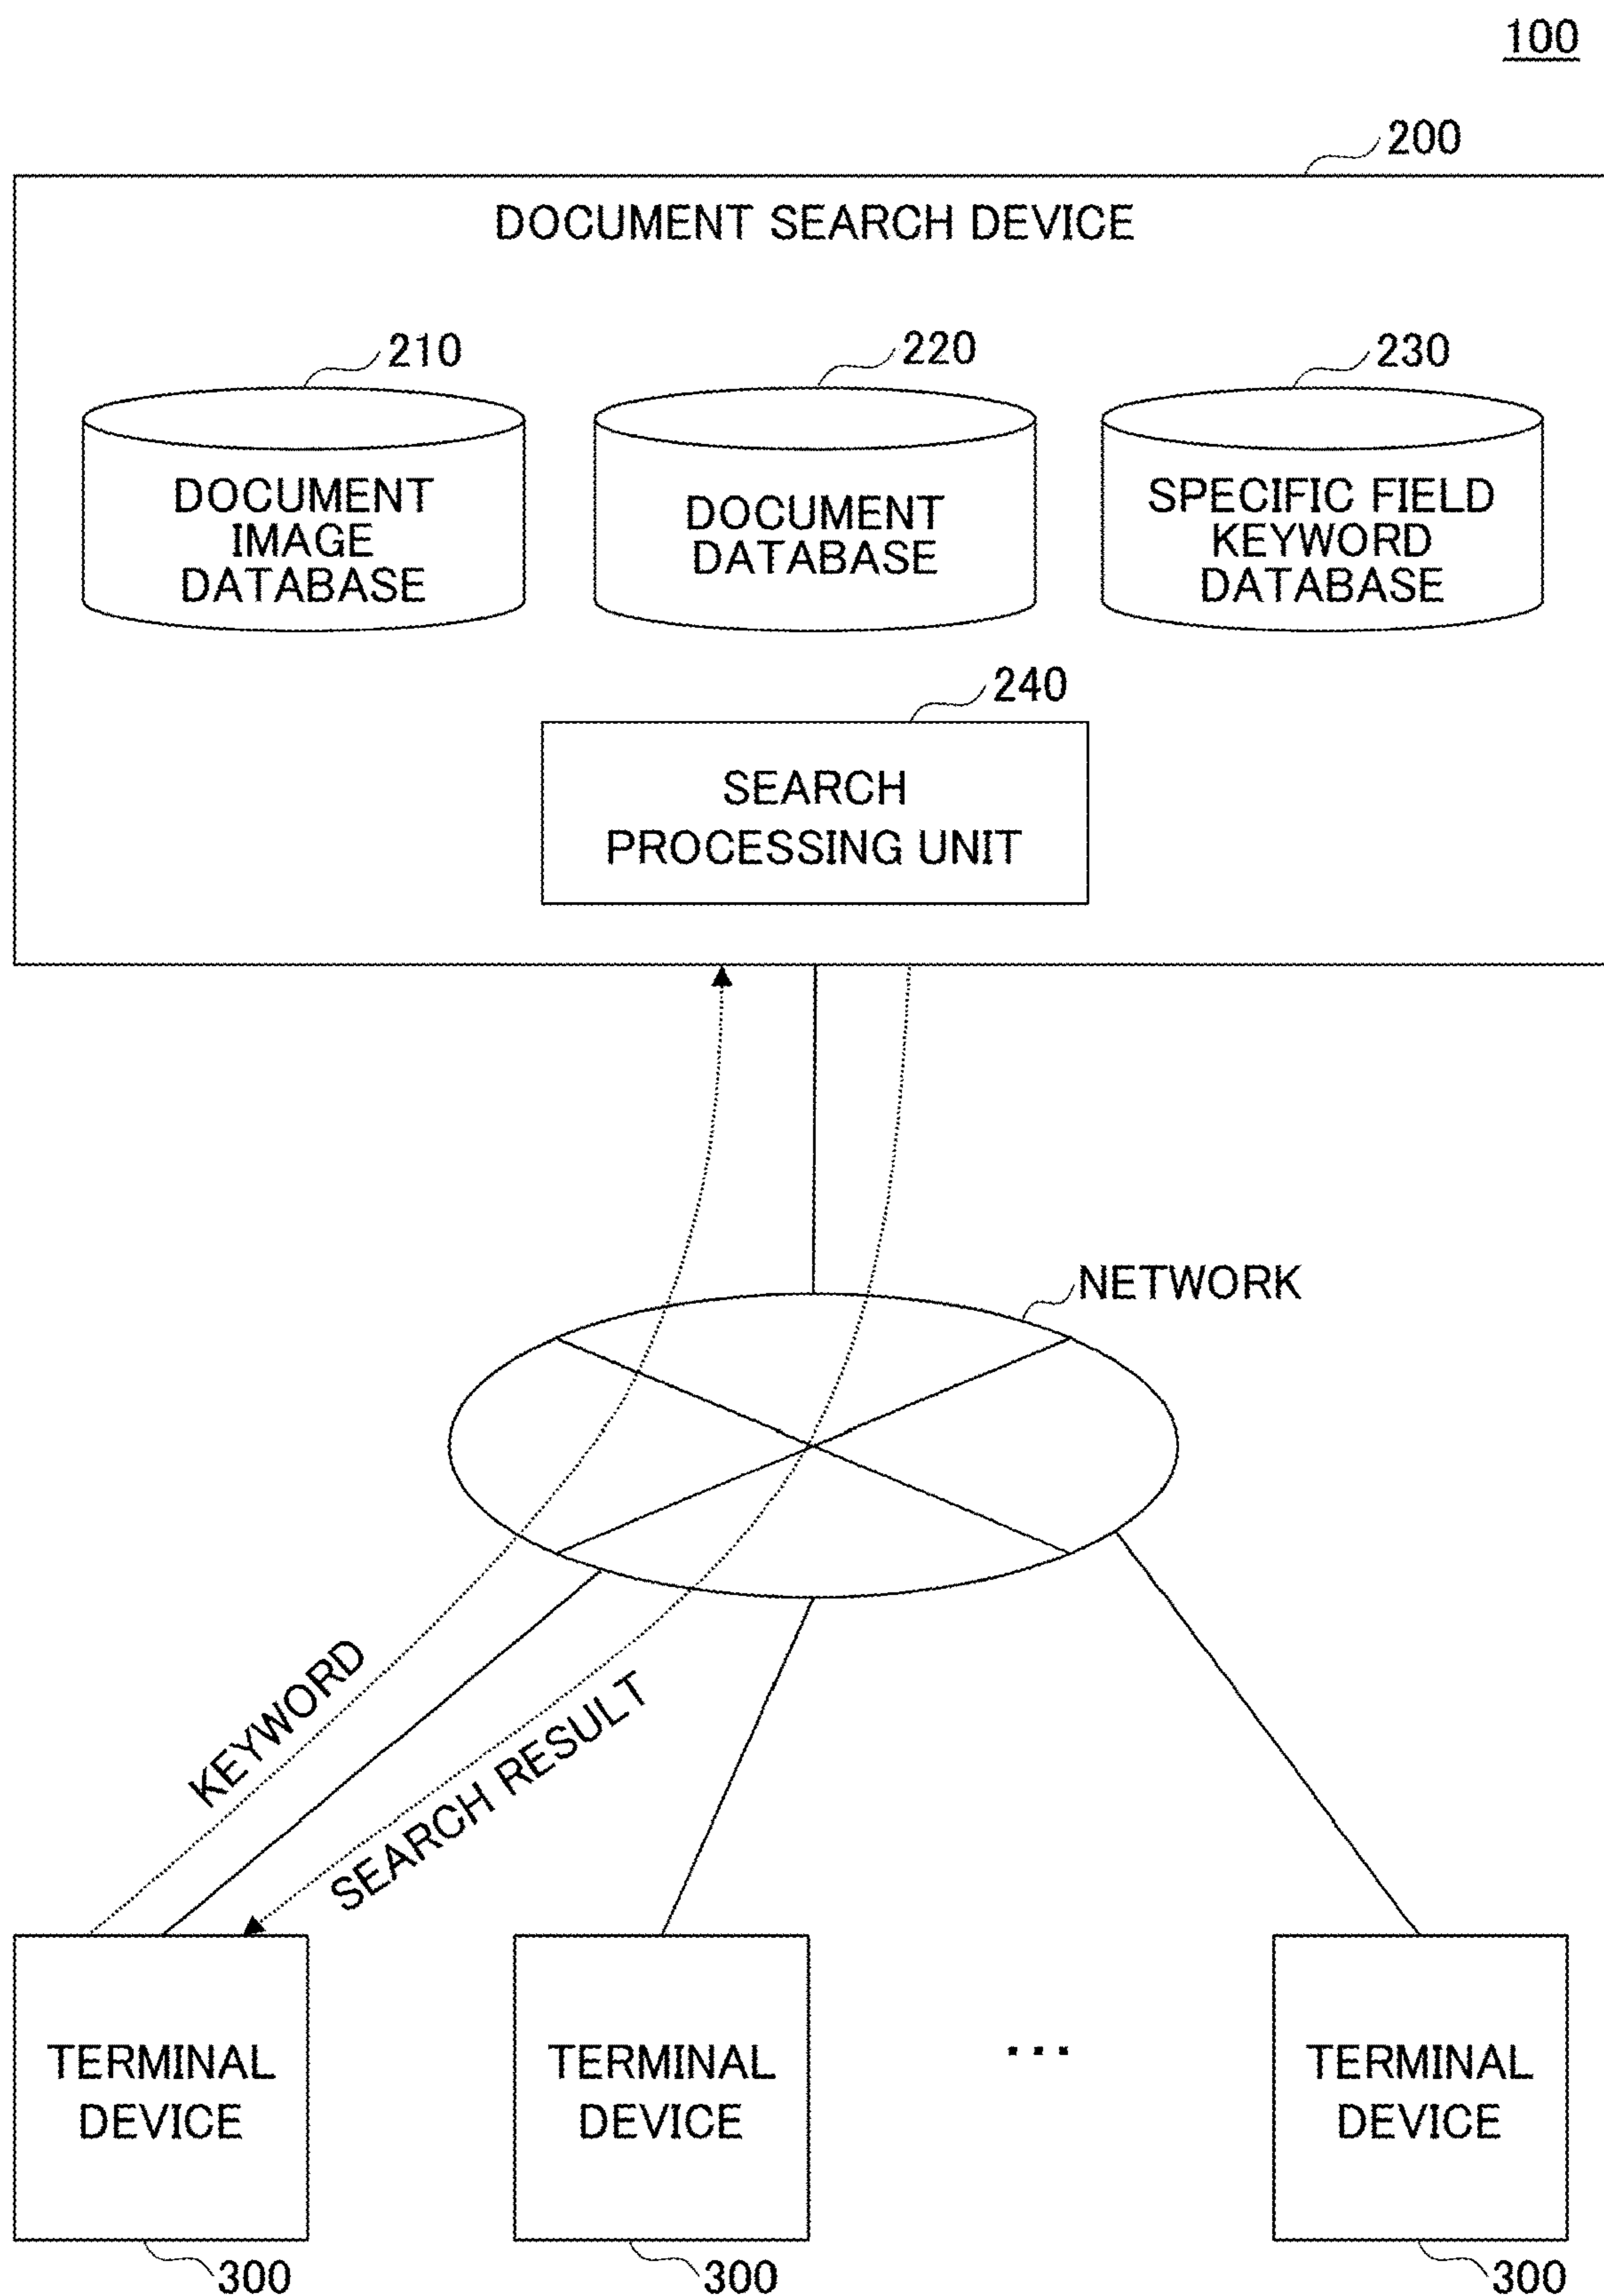 100
200
DOCUMENT SEARCH DEVICE
210
220
230
DOCUMENT
IMAGE
DATABASE
DOCUMENT
DATABASE
SPECIFIC FIELD
KEYWORD
DATABASE
240
SEARCH
PROCESSING UNIT
NETWORK
KEYWORD
SEARCH RESULT
TERMINAL
DEVICE
TERMINAL
DEVICE
...
TERMINAL
DEVICE
300
300
300